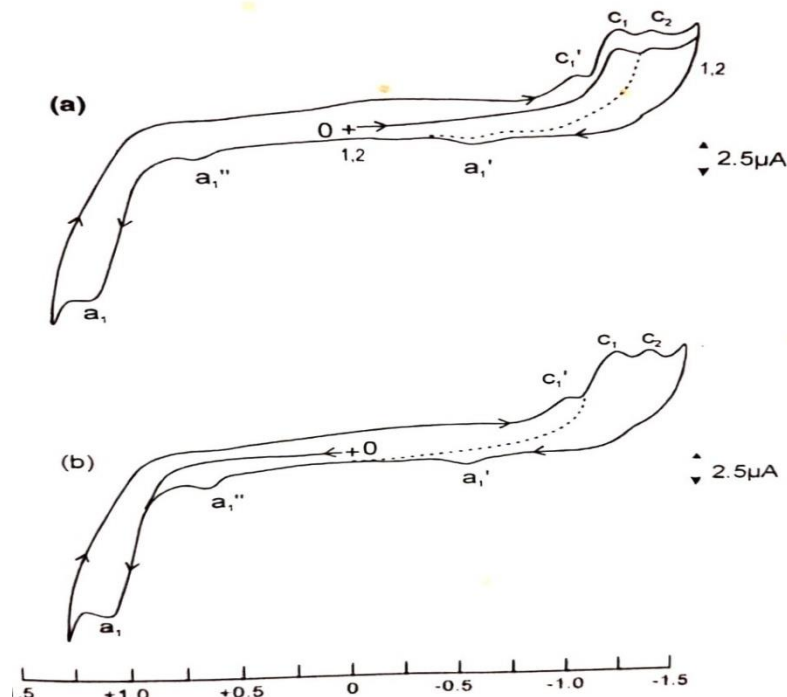 c₁ c₂
c₁'
(a)
1,2
0 +
1,2
2.5μA
a₁"
a₁'
a₁
c₁ c₂
c₁'
+0
(b)
2.5μA
a₁"
a₁'
a₁
.5 +1.0 +0.5 0 -0.5 -1.0 -1.5